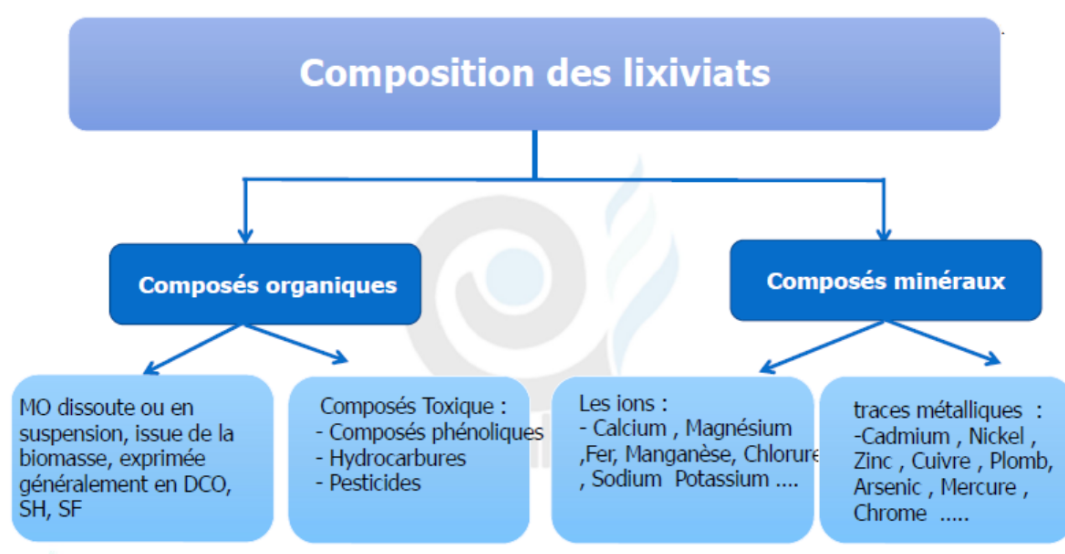 Composition des lixiviats
Composés organiques
Composés minéraux
MO dissoute ou en
suspension, issue de la
biomasse, exprimée
généralement en DCO,
SH, SF
Composés Toxique :
- Composés phénoliques
- Hydrocarbures
- Pesticides
Les ions :
- Calcium , Magnésium
,Fer, Manganèse, Chlorure
, Sodium Potassium ....
traces métalliques :
-Cadmium , Nickel ,
Zinc , Cuivre , Plomb,
Arsenic , Mercure ,
Chrome .....